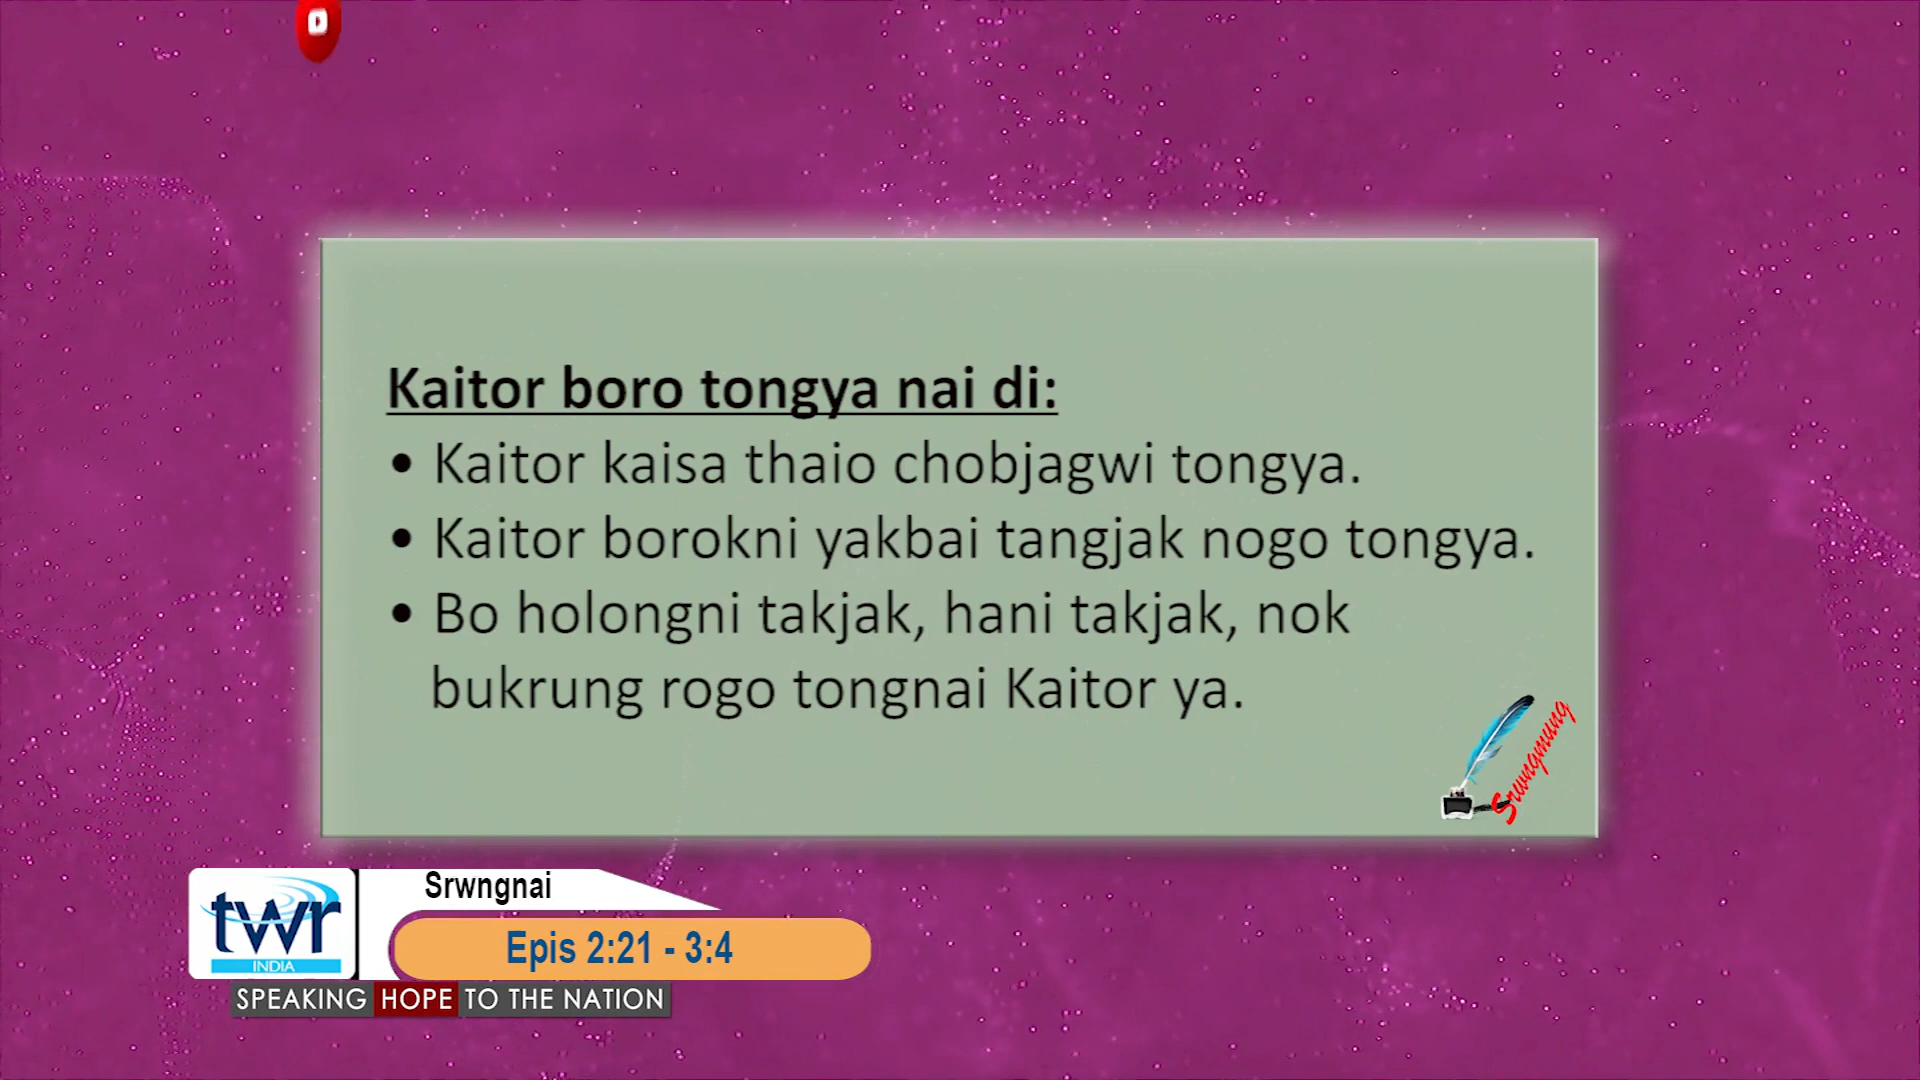 Kaitor boro tongya nai di:
• Kaitor kaisa thaio chobjagwi tongya.
• Kaitor borokni yakbai tangjak nogo tongya.
• Bo holongni takjak, hani takjak, nok
bukrung rogo tongnai Kaitor ya.
Srwngmung
twr
INDIA
Srwngnai
Epis 2:21 - 3:4
SPEAKING HOPE TO THE NATION